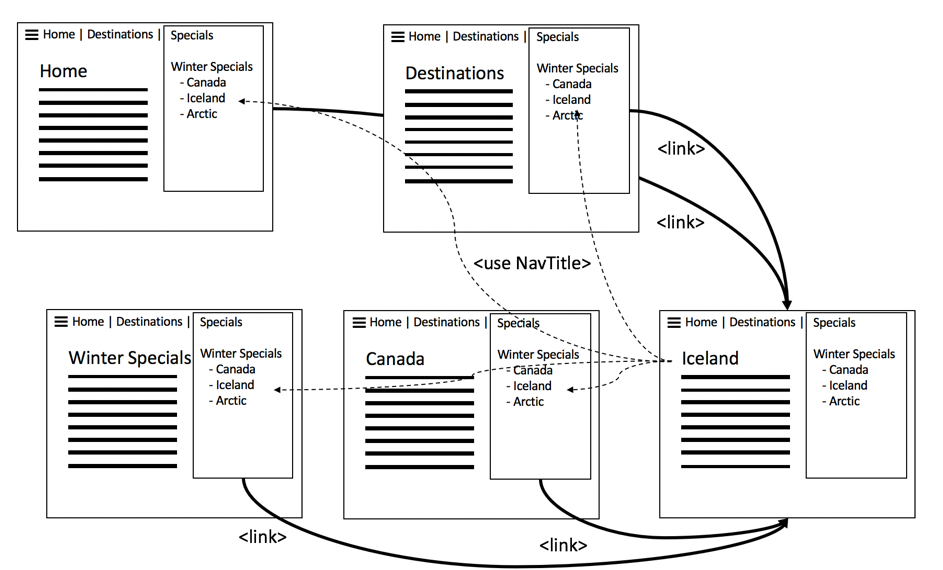 Home | Destinations | Specials
Home
Winter Specials
- Canada
- Iceland
- Arctic
Home | Destinations | Specials
Destinations
Winter Specials
- Canada
- Iceland
- Arctic
<link>
<link>
<use NavTitle>
Home | Destinations | Specials
Winter Specials
Winter Specials
- Canada
- Iceland
- Arctic
Home | Destinations | Specials
Canada
Winter Specials
- Canada
- Iceland
- Arctic
Home | Destinations | Specials
Iceland
Winter Specials
- Canada
- Iceland
- Arctic
<link>
<link>